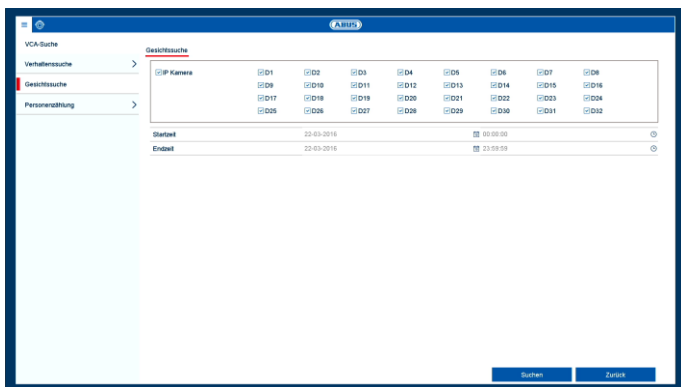 ABUS
VCA-Suche
Verhaltenssuche
Gesichtssuche
Personenzählung
Gesichtssuche
IP Kamera D1 D2 D3 D4 D5 D6 D7 D8
D9 D10 D11 D12 D13 D14 D15 D16
D17 D18 D19 D20 D21 D22 D23 D24
D25 D26 D27 D28 D29 D30 D31 D32
Startzeit 22-03-2016 00:00:00
Endzeit 22-03-2016 23:59:59
Suchen Zurück